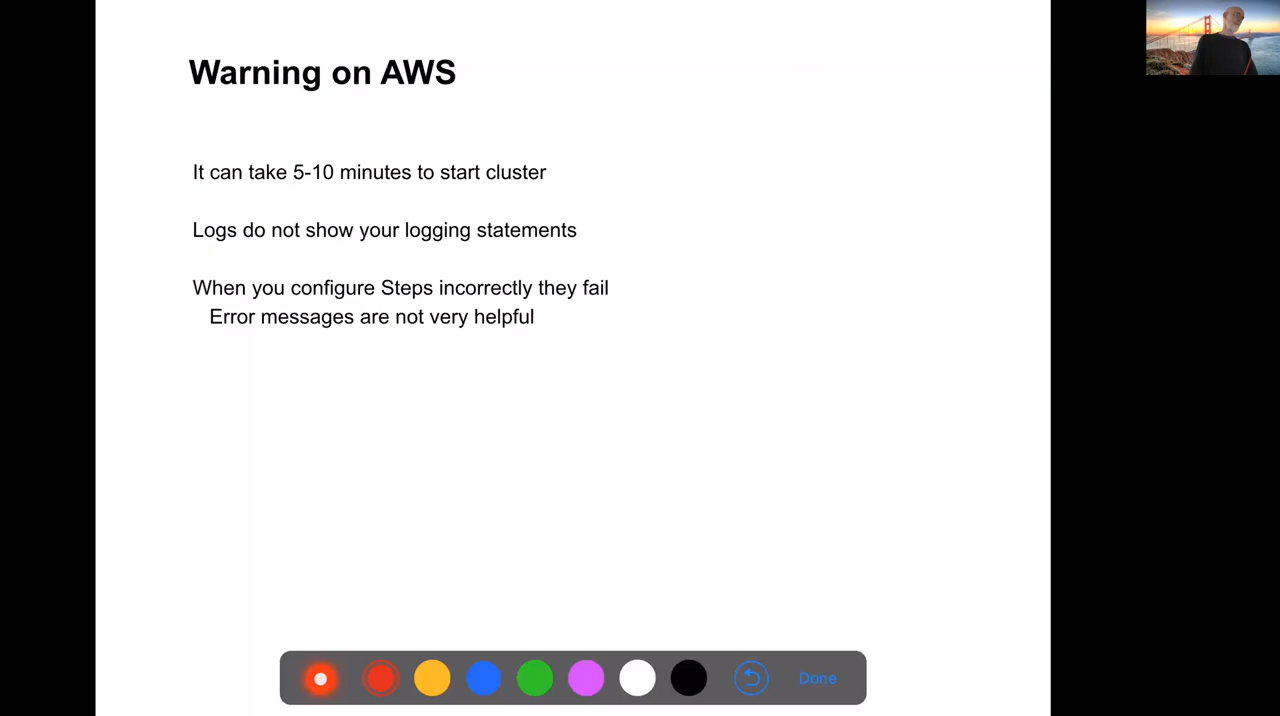 Warning on AWS
It can take 5-10 minutes to start cluster
Logs do not show your logging statements
When you configure Steps incorrectly they fail
Error messages are not very helpful
Done